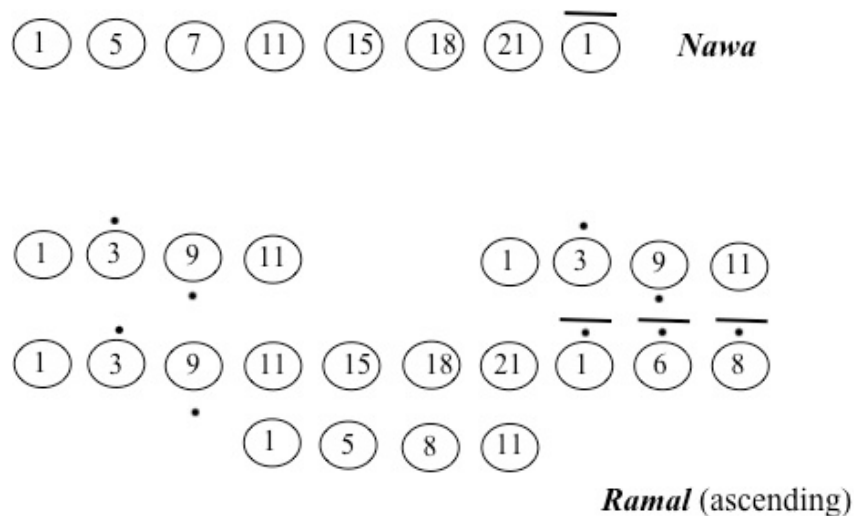 1 5 7 11 15 18 21 1 Nawa
1 3 9 11 1 3 9 11
1 3 9 11 15 18 21 1 6 8
1 5 8 11
Ramal (ascending)